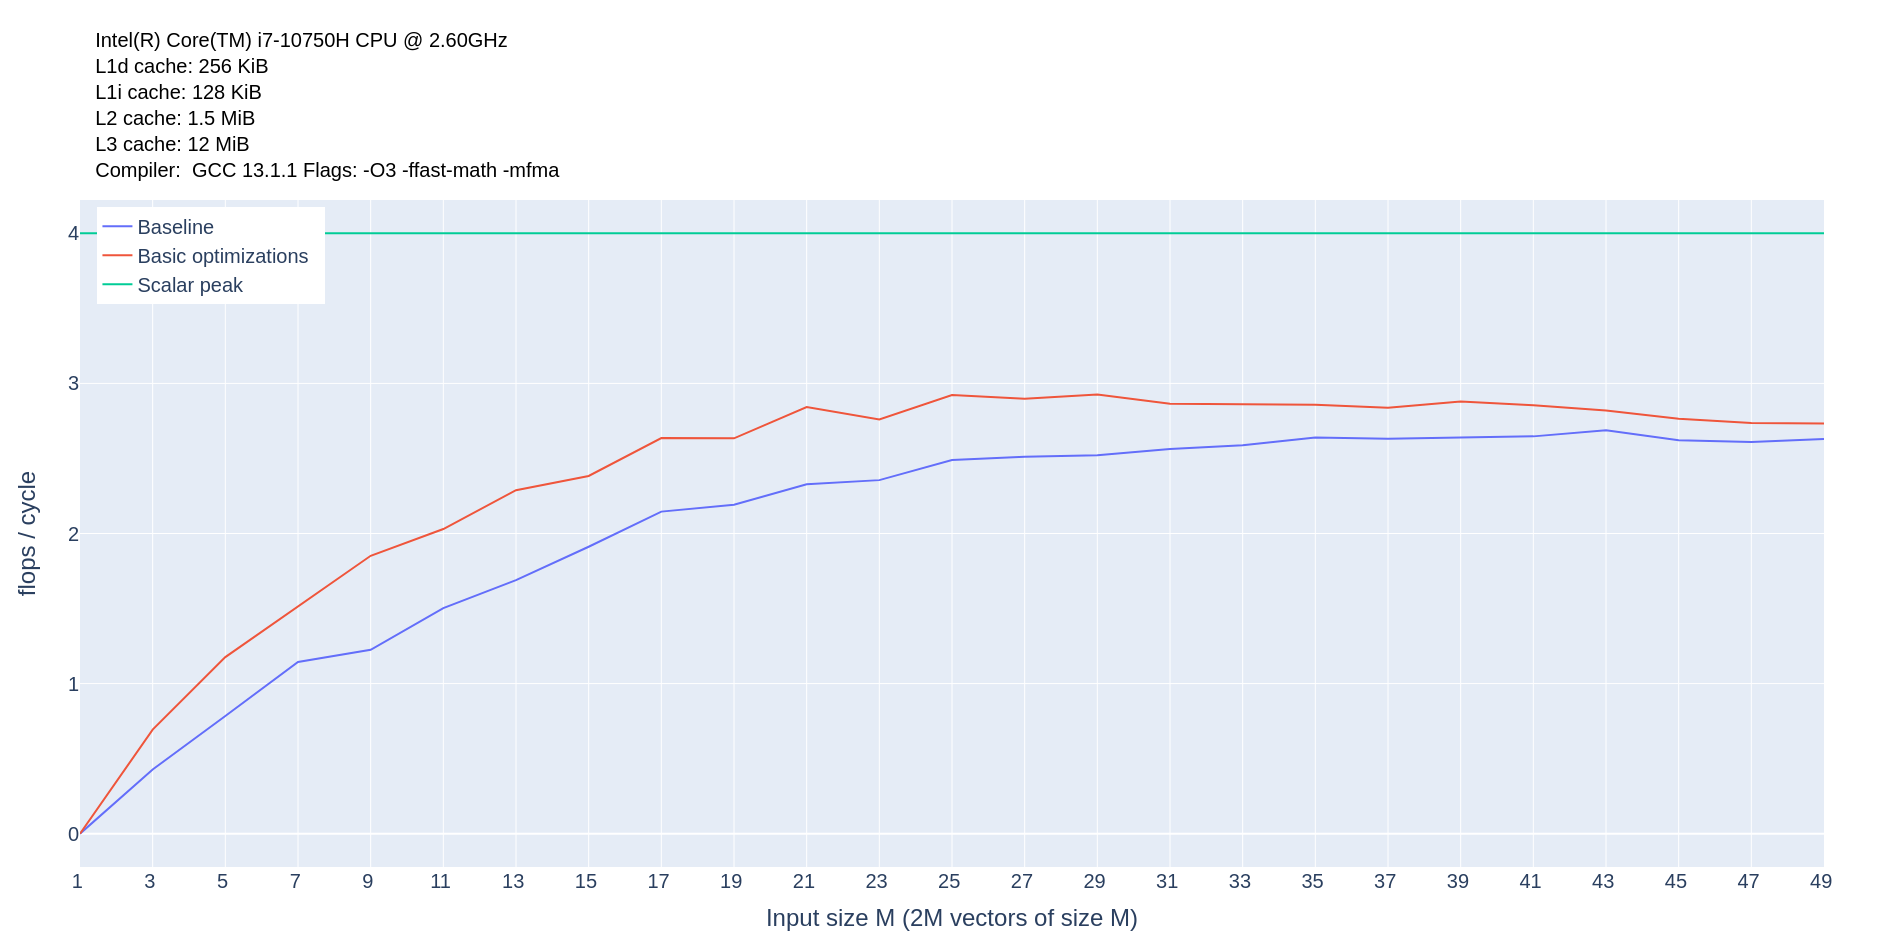 Intel(R) Core(TM) i7-10750H CPU @ 2.60GHz
L1d cache: 256 KiB
L1i cache: 128 KiB
L2 cache: 1.5 MiB
L3 cache: 12 MiB
Compiler:  GCC 13.1.1 Flags: -O3 -ffast-math -mfma
Baseline
Basic optimizations
Scalar peak
4
3
2
1
0
flops / cycle
1 3 5 7 9 11 13 15 17 19 21 23 25 27 29 31 33 35 37 39 41 43 45 47 49
Input size M (2M vectors of size M)